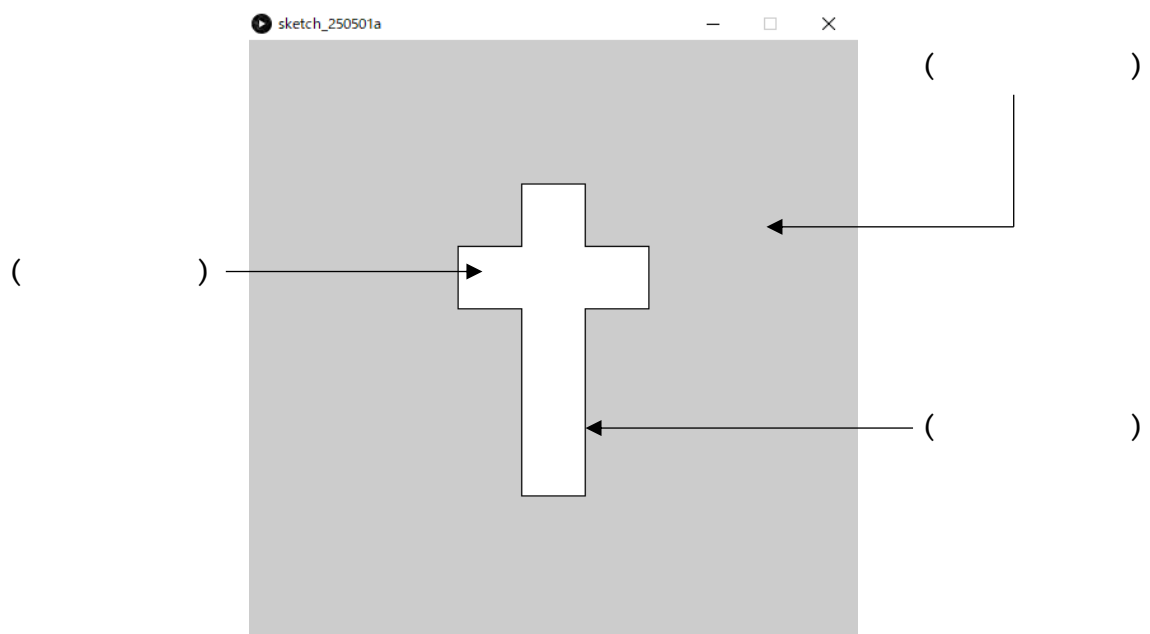 sketch_250501a
(                    )
(                    )
(                    )